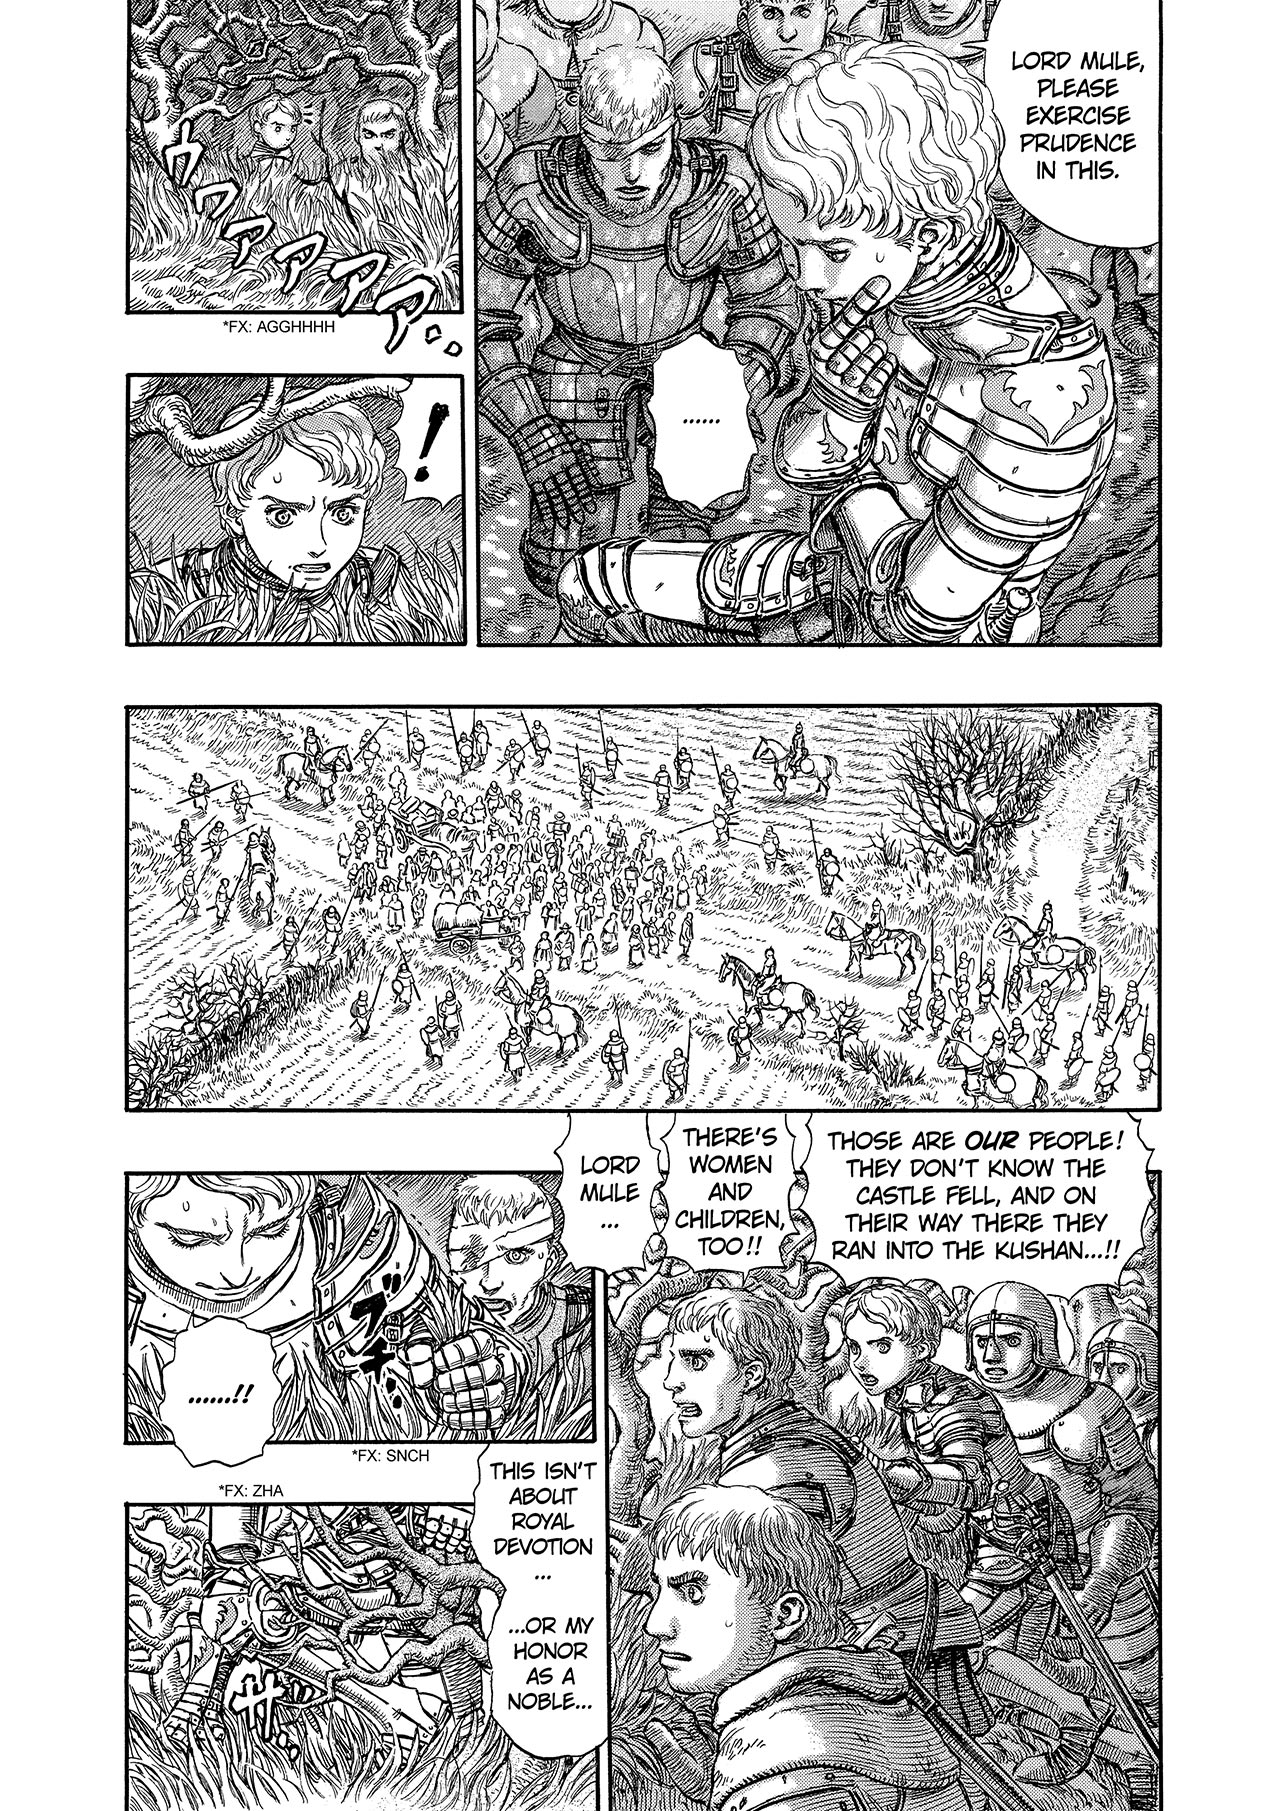 LORD MULE,
PLEASE
EXERCISE
PRUDENCE
IN THIS.
......
ウワァアアアア..
*FX: AGGHHHH
!
THOSE ARE OUR PEOPLE!
THEY DON'T KNOW THE
CASTLE FELL, AND ON
THEIR WAY THERE THEY
RAN INTO THE KUSHAN...!!
THERE'S
WOMEN
AND
CHILDREN,
TOO!!
LORD
MULE
...
......!!
ブチ...
*FX: SNCH
*FX: ZHA
THIS ISN'T
ABOUT
ROYAL
DEVOTION
...
...OR MY
HONOR
AS A
NOBLE...
ザ...